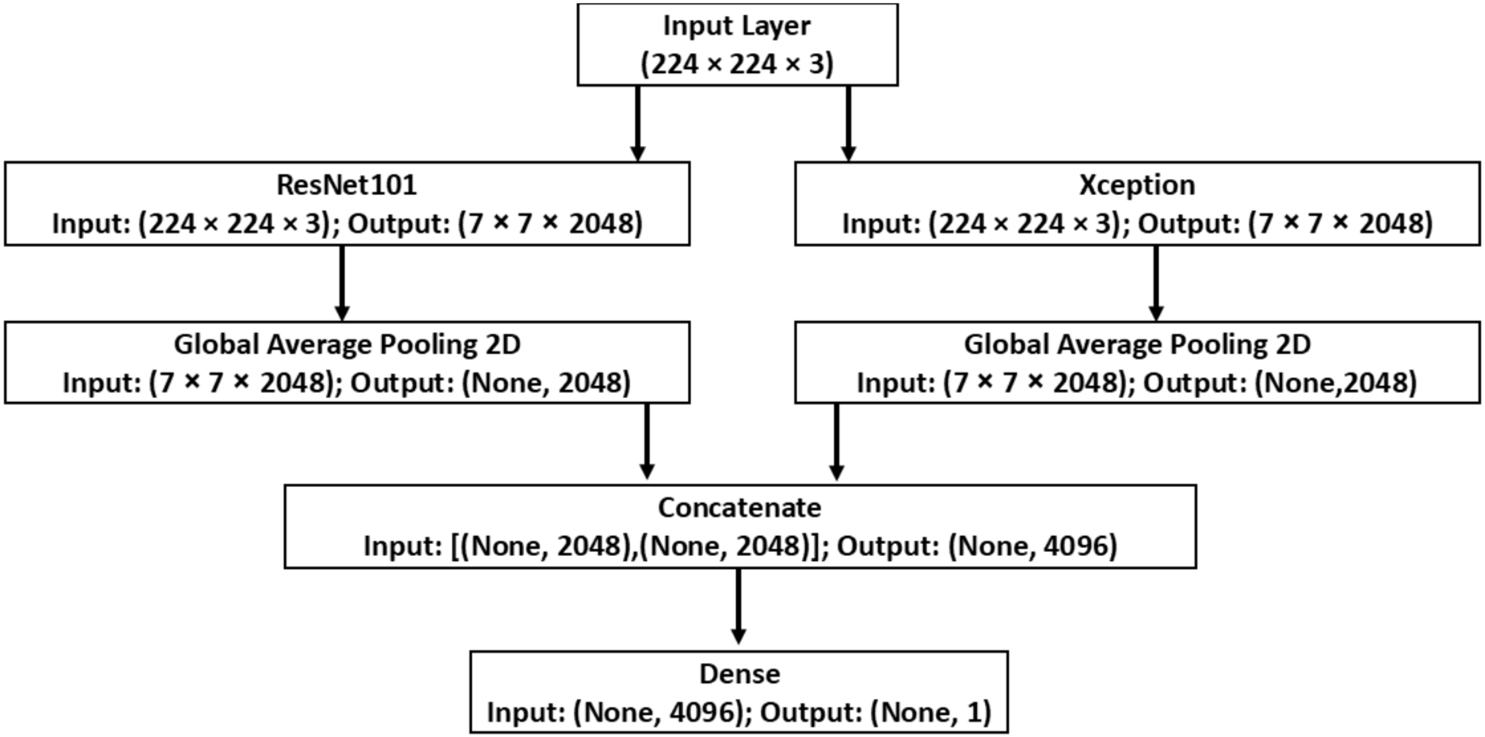 Input Layer
(224 × 224 × 3)
ResNet101
Input: (224 × 224 × 3); Output: (7 × 7 × 2048)
Xception
Input: (224 × 224 × 3); Output: (7 × 7 × 2048)
Global Average Pooling 2D
Input: (7 × 7 × 2048); Output: (None, 2048)
Global Average Pooling 2D
Input: (7 × 7 × 2048); Output: (None,2048)
Concatenate
Input: [(None, 2048),(None, 2048)]; Output: (None, 4096)
Dense
Input: (None, 4096); Output: (None, 1)